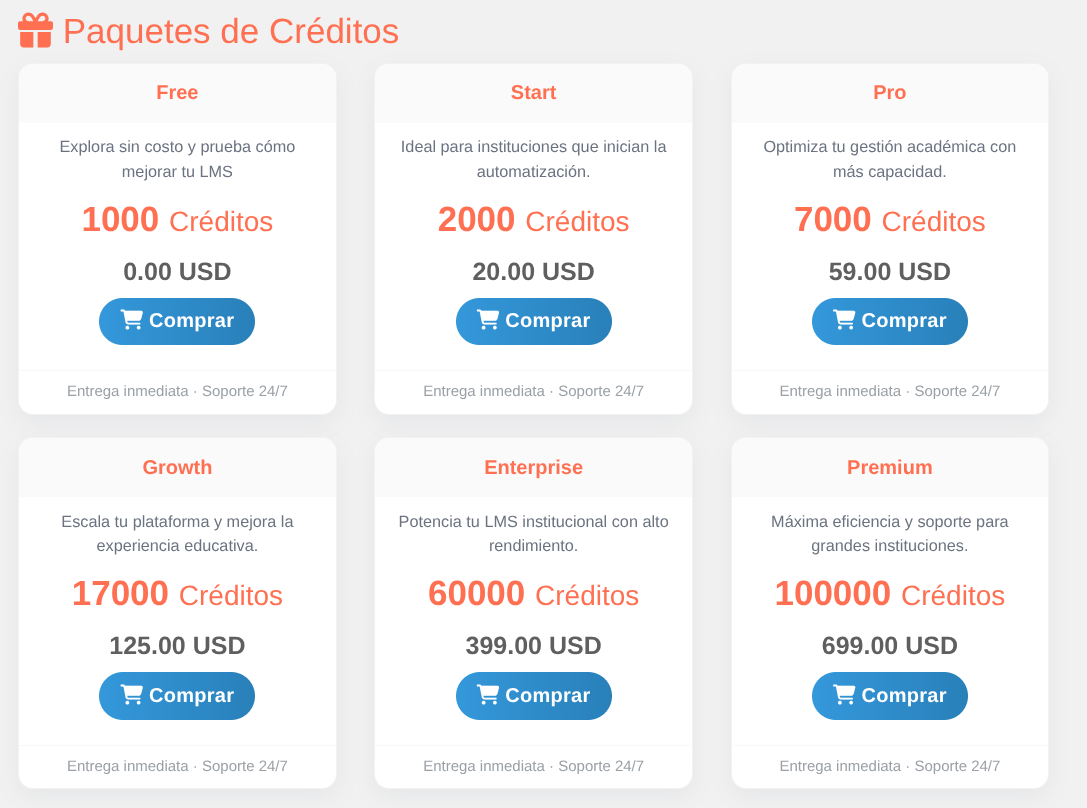 Paquetes de Créditos
Free
Explora sin costo y prueba cómo
mejorar tu LMS
1000 Créditos
0.00 USD
Comprar
Entrega inmediata · Soporte 24/7
Start
Ideal para instituciones que inician la
automatización.
2000 Créditos
20.00 USD
Comprar
Entrega inmediata · Soporte 24/7
Pro
Optimiza tu gestión académica con
más capacidad.
7000 Créditos
59.00 USD
Comprar
Entrega inmediata · Soporte 24/7
Growth
Escala tu plataforma y mejora la
experiencia educativa.
17000 Créditos
125.00 USD
Comprar
Entrega inmediata · Soporte 24/7
Enterprise
Potencia tu LMS institucional con alto
rendimiento.
60000 Créditos
399.00 USD
Comprar
Entrega inmediata · Soporte 24/7
Premium
Máxima eficiencia y soporte para
grandes instituciones.
100000 Créditos
699.00 USD
Comprar
Entrega inmediata · Soporte 24/7